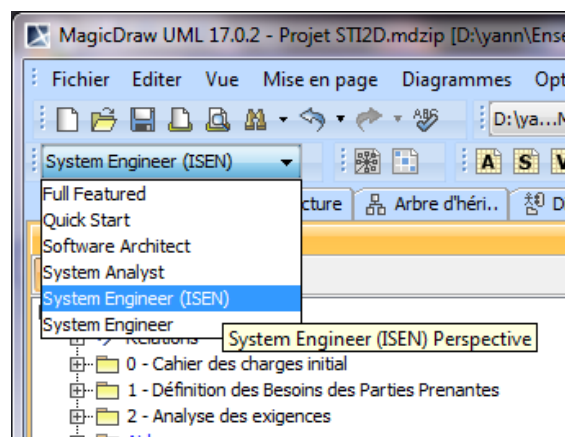 MagicDraw UML 17.0.2 - Projet STI2D.mdzip [D:\yann\Ense
Fichier Editer Vue Mise en page Diagrammes Opt
ABC D:\ya...M
System Engineer (ISEN) A S V
Full Featured
cture Arbre d'héri.. D
Quick Start
Software Architect
System Analyst
System Engineer (ISEN)
System Engineer
Relations
System Engineer (ISEN) Perspective
0 - Cahier des charges initial
1 - Définition des Besoins des Parties Prenantes
2 - Analyse des exigences